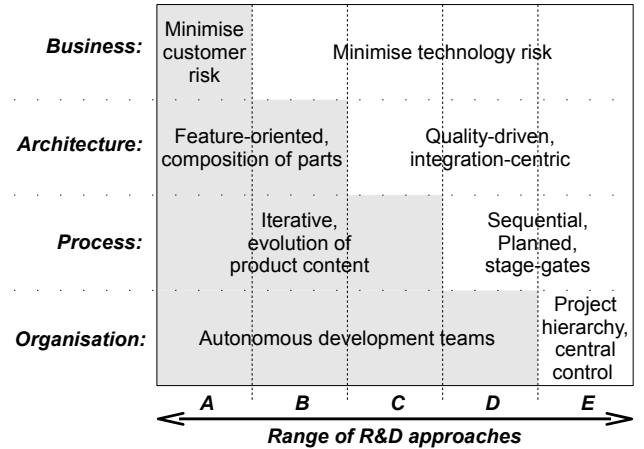 Business:
Minimise
customer
risk
Minimise technology risk
Architecture:
Feature-oriented,
composition of parts
Quality-driven,
integration-centric
Process:
Iterative,
evolution of
product content
Sequential,
Planned,
stage-gates
Organisation:
Autonomous development teams
Project
hierarchy,
central
control
A B C D E
Range of R&D approaches